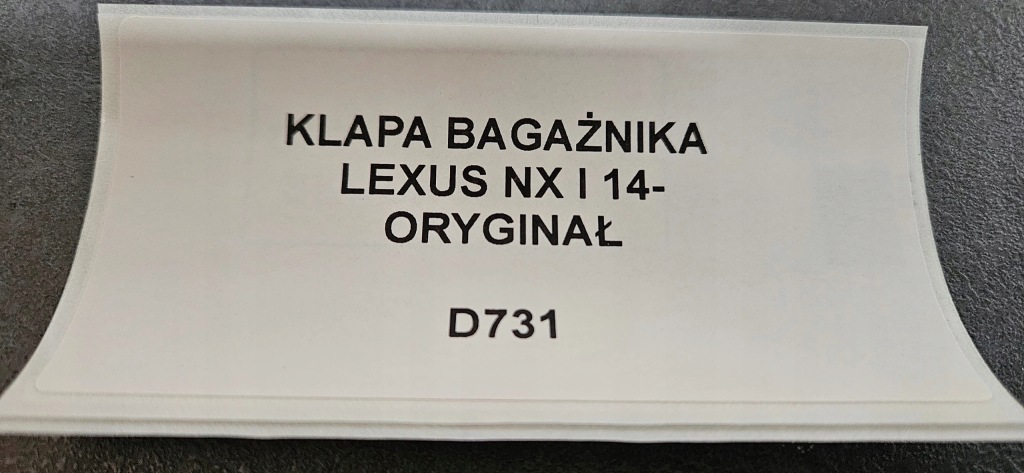 KLAPA BAGAŻNIKA
LEXUS NX I 14-
ORYGINAŁ
D731